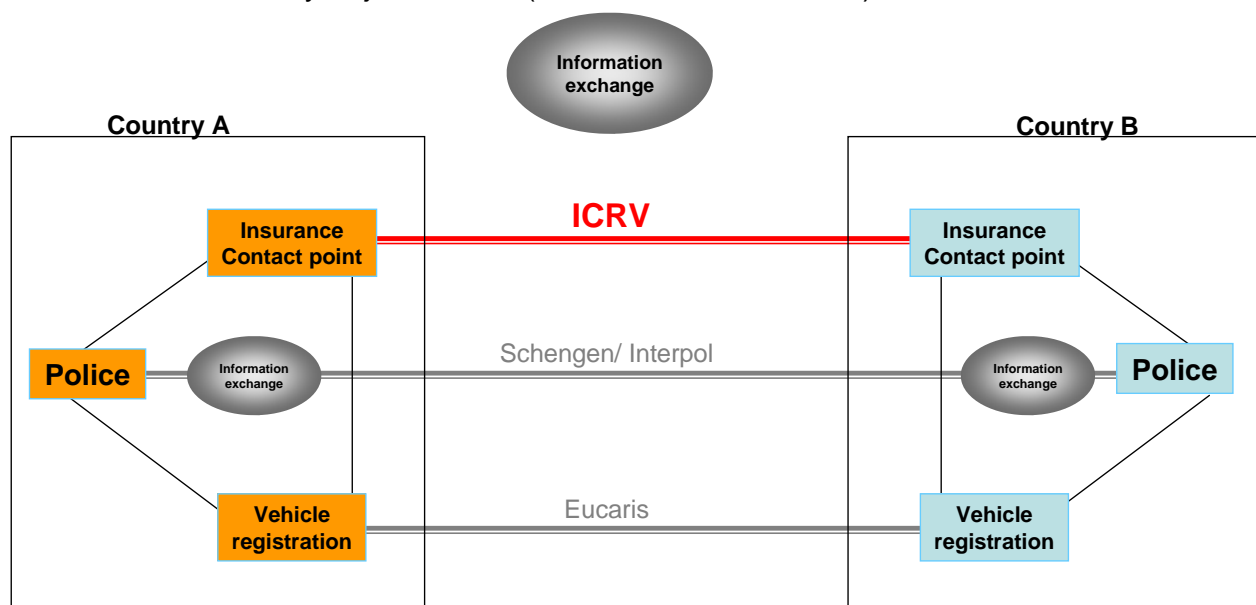 Information
exchange
Country A
Country B
ICRV
Insurance
Contact point
Insurance
Contact point
Schengen/ Interpol
Police
Information
exchange
Information
exchange
Police
Eucaris
Vehicle
registration
Vehicle
registration